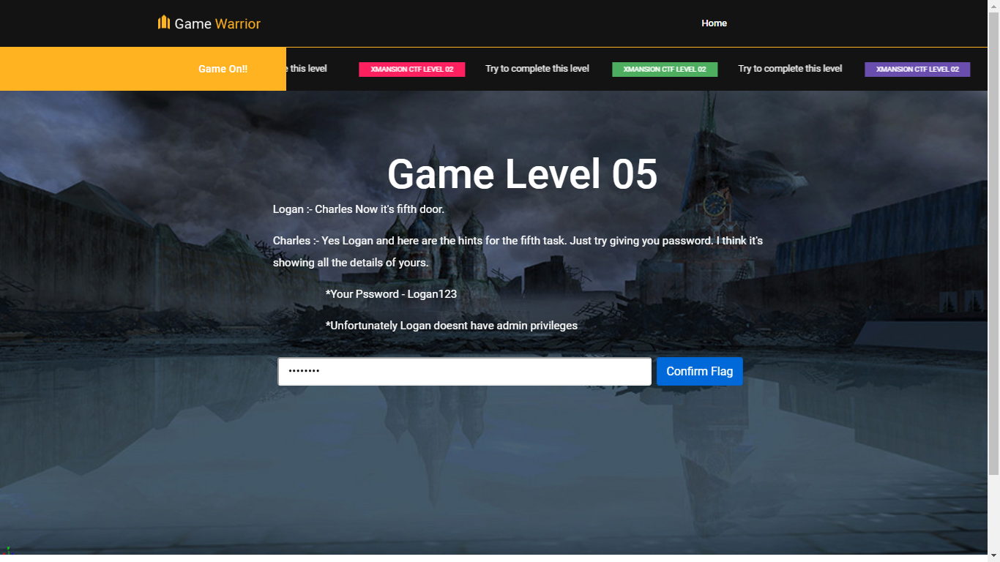 Game Warrior
Home
Game On!!
e this level
XMANSION CTF LEVEL 02
Try to complete this level
XMANSION CTF LEVEL 02
Try to complete this level
XMANSION CTF LEVEL 02
Game Level 05
Logan :- Charles Now it's fifth door.
Charles :- Yes Logan and here are the hints for the fifth task. Just try giving you password. I think it's
showing all the details of yours.
*Your Pssword - Logan123
*Unfortunately Logan doesnt have admin privileges
••••••••
Confirm Flag